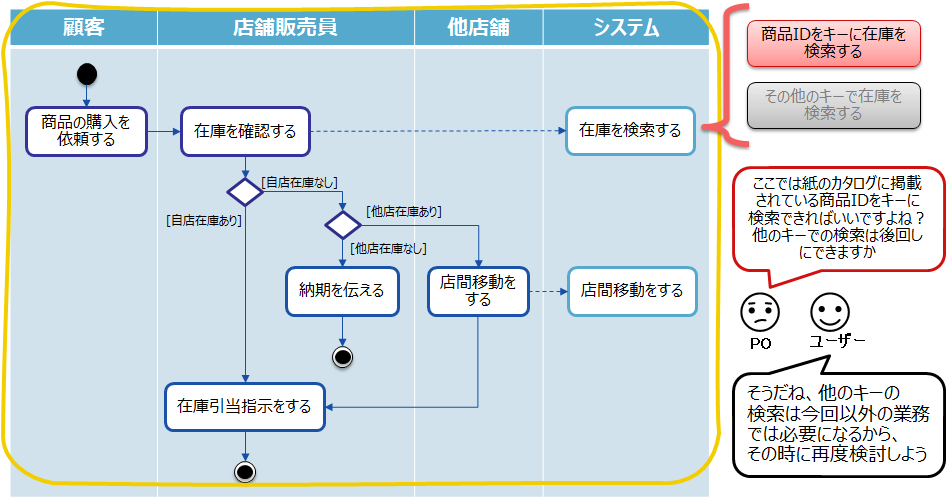 顧客
店舗販売員
他店舗
システム
商品の購入を
依頼する
在庫を確認する
在庫を検索する
[自店在庫なし]
[自店在庫あり]
[他店在庫あり]
[他店在庫なし]
納期を伝える
店間移動を
する
店間移動をする
在庫引当指示をする
商品IDをキーに在庫を
検索する
その他のキーで在庫を
検索する
ここでは紙のカタログに掲載
されている商品IDをキーに
検索できればいいですよね?
他のキーでの検索は後回し
にできますか
PO
ユーザー
そうだね、他のキーの
検索は今回以外の業務
では必要になるから、
その時に再度検討しよう